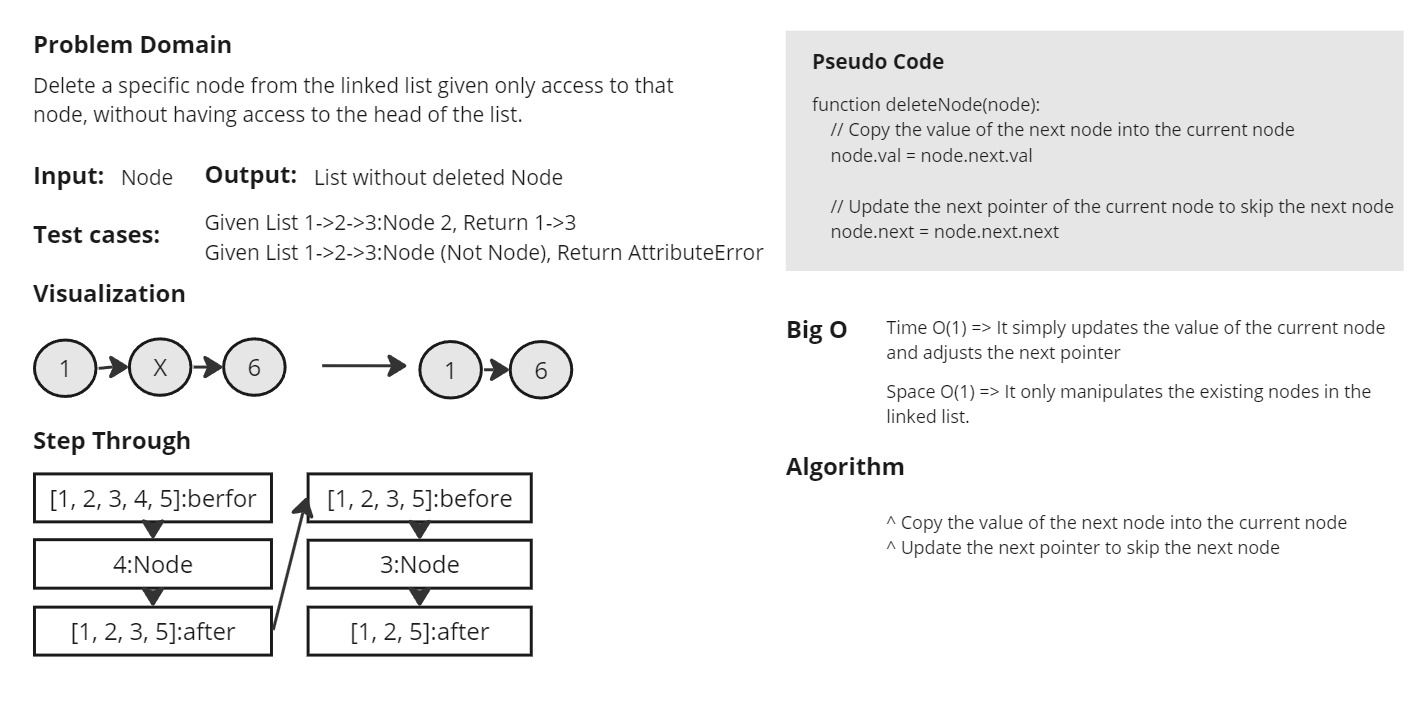 Problem Domain
Delete a specific node from the linked list given only access to that
node, without having access to the head of the list.
Input: Node Output: List without deleted Node
Test cases:
Given List 1->2->3:Node 2, Return 1->3
Given List 1->2->3:Node (Not Node), Return AttributeError
Visualization
1 X 6 1 6
Step Through
[1, 2, 3, 4, 5]:berfor
4:Node
[1, 2, 3, 5]:after
[1, 2, 3, 5]:before
3:Node
[1, 2, 5]:after
Pseudo Code
function deleteNode(node):
// Copy the value of the next node into the current node
node.val = node.next.val
// Update the next pointer of the current node to skip the next node
node.next = node.next.next
Big O
Time O(1) => It simply updates the value of the current node
and adjusts the next pointer
Space O(1) => It only manipulates the existing nodes in the
linked list.
Algorithm
^ Copy the value of the next node into the current node
^ Update the next pointer to skip the next node